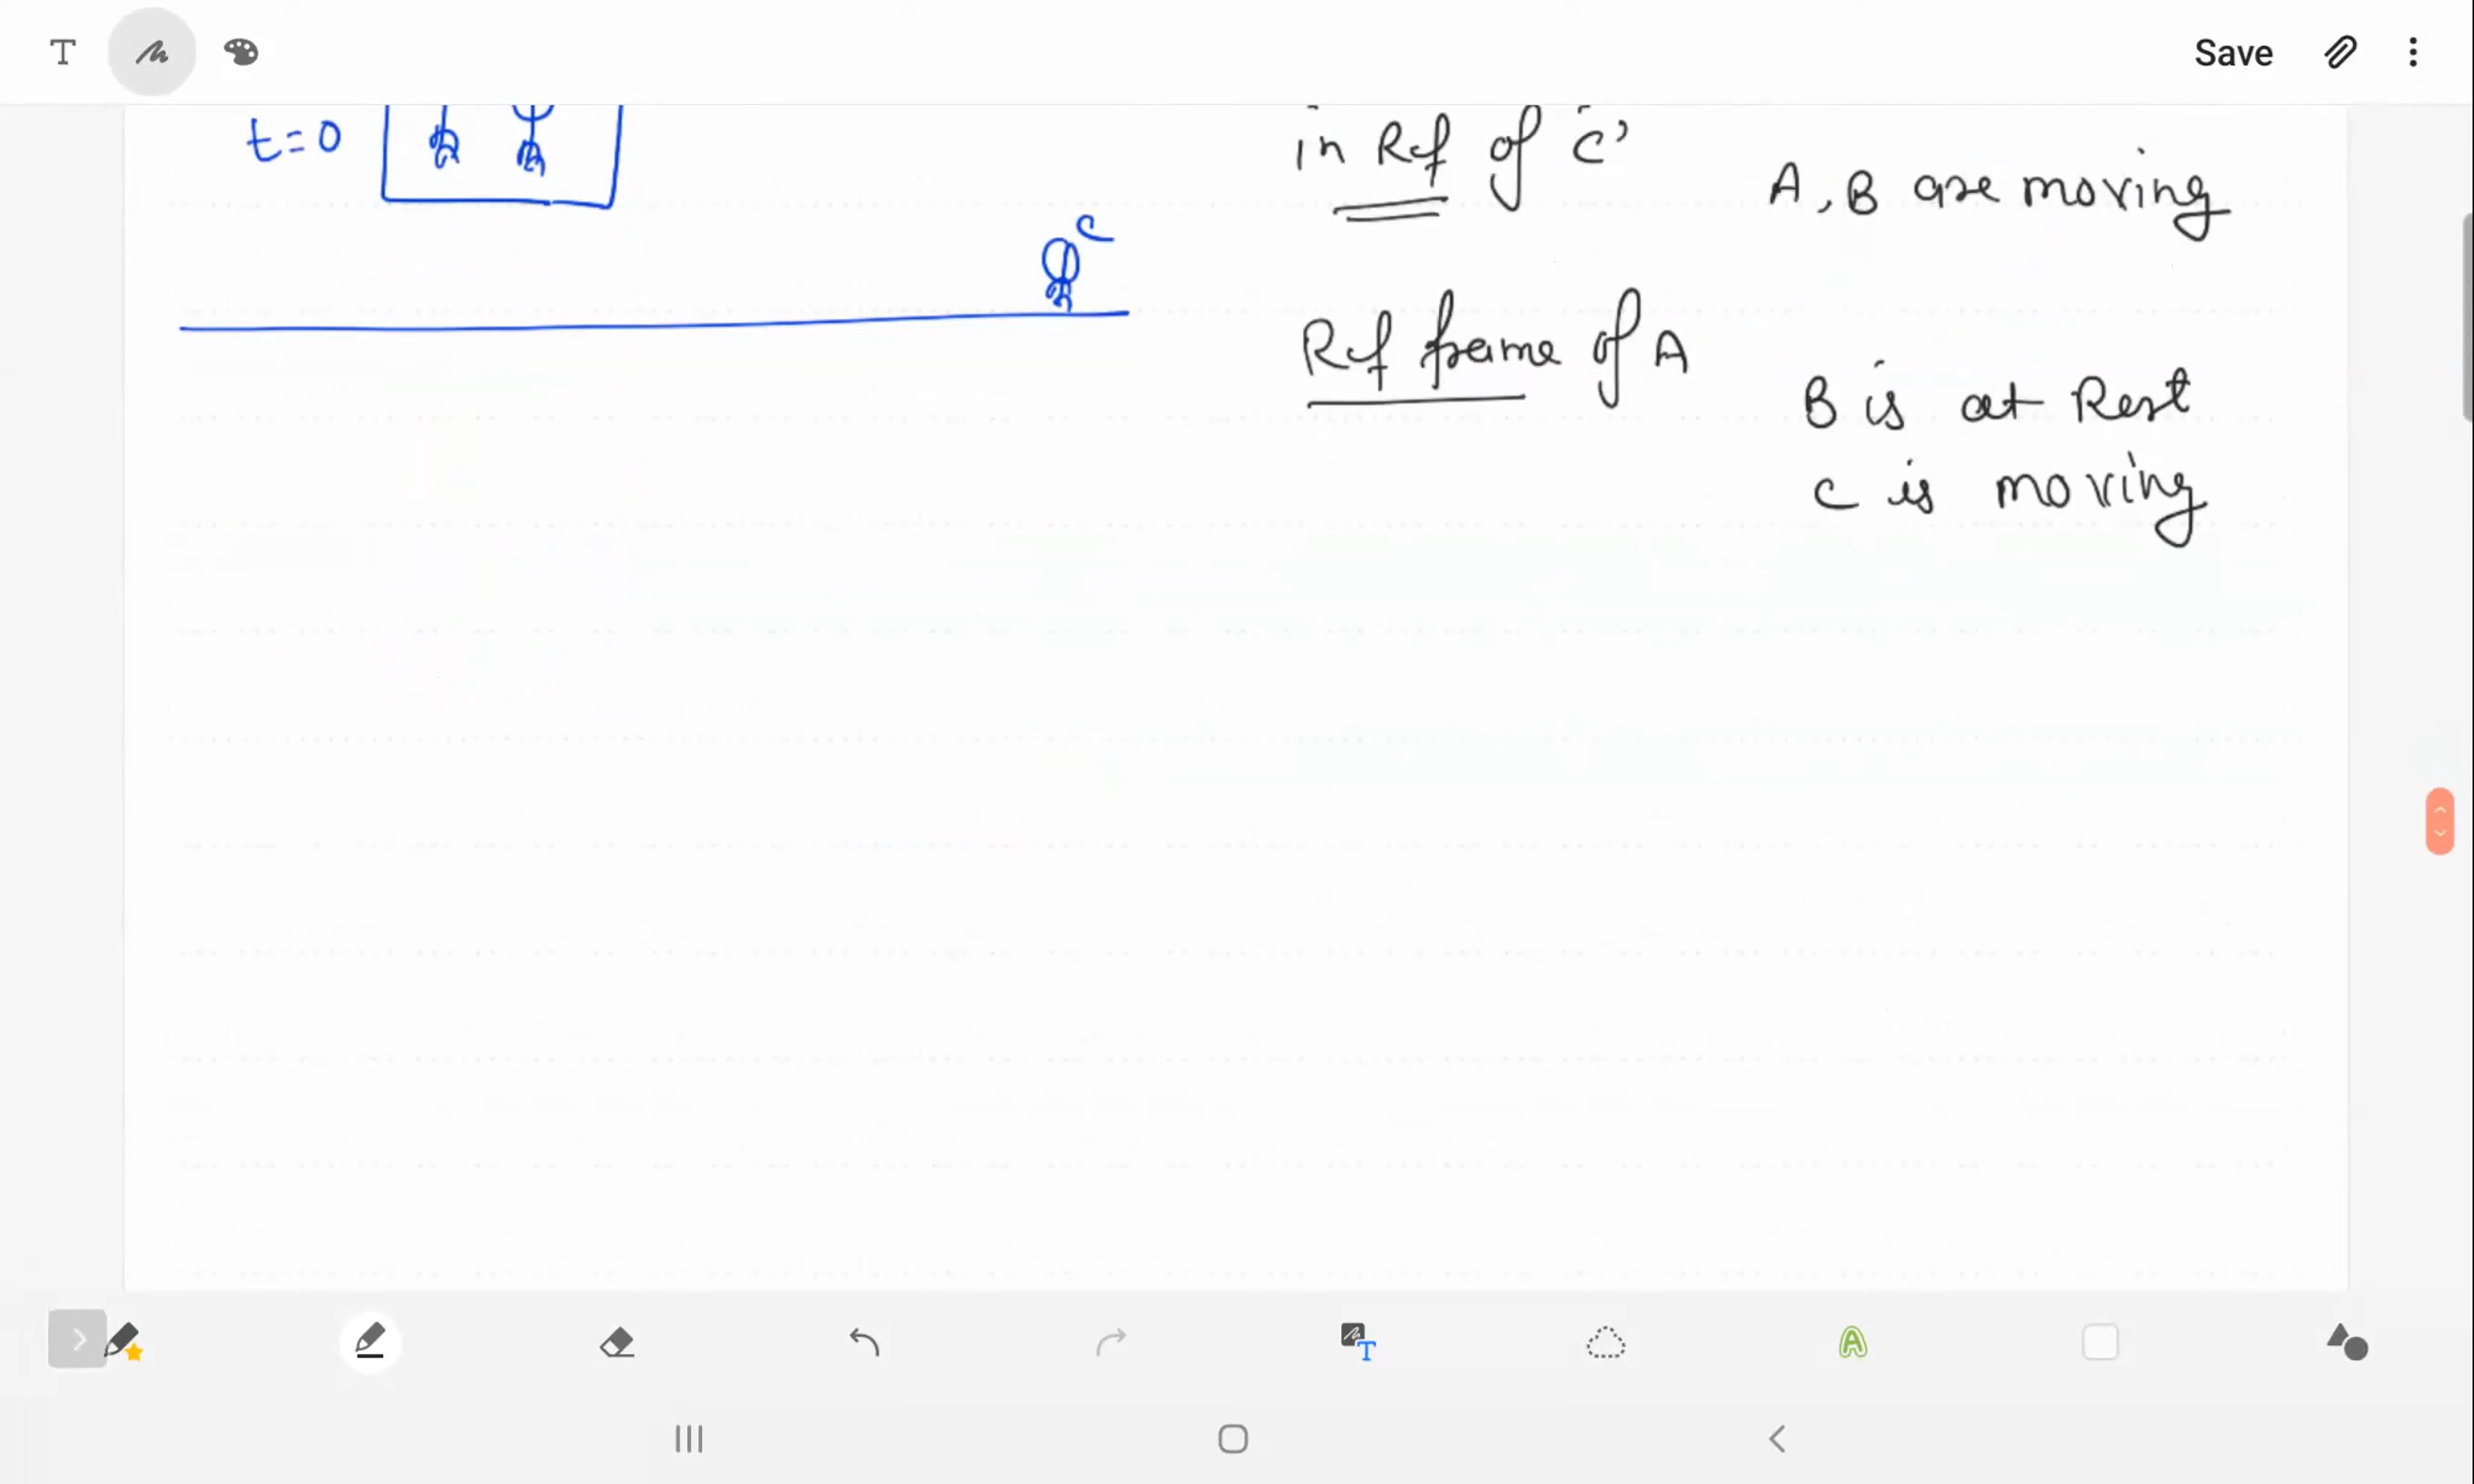 Save
t=0
in Ref of 'C'
A, B are moving
C
Ref frame of A
B is at Rest
C is moving